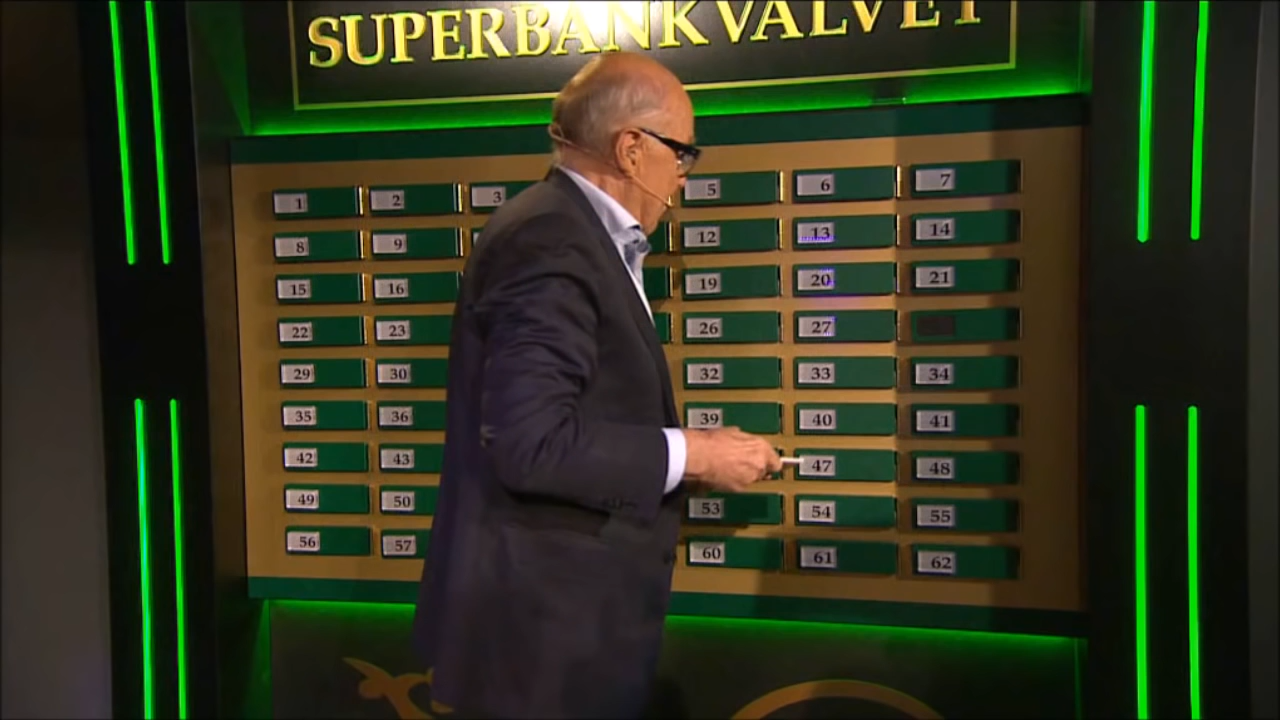 SUPERBANKVALVET
1 2 3 5 6 7
8 9 12 13 14
15 16 19 20 21
22 23 26 27
29 30 32 33 34
35 36 39 40 41
42 43 47 48
49 50 53 54 55
56 57 60 61 62